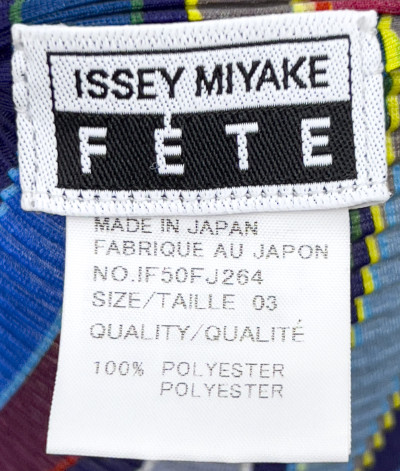 ISSEY MIYAKE
FÊTE
MADE IN JAPAN
FABRIQUE AU JAPON
NO.IF50FJ264
SIZE/TAILLE 03
QUALITY/QUALITÉ
100% POLYESTER
POLYESTER